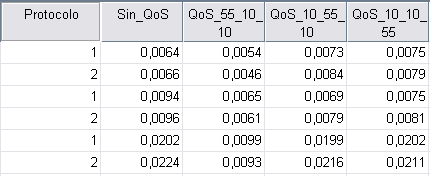 Protocolo Sin_QoS QoS_55_10_10 QoS_10_55_10 QoS_10_10_55
1 0,0064 0,0054 0,0073 0,0075
2 0,0066 0,0046 0,0084 0,0079
1 0,0094 0,0065 0,0069 0,0075
2 0,0096 0,0061 0,0079 0,0081
1 0,0202 0,0099 0,0199 0,0202
2 0,0224 0,0093 0,0216 0,0211